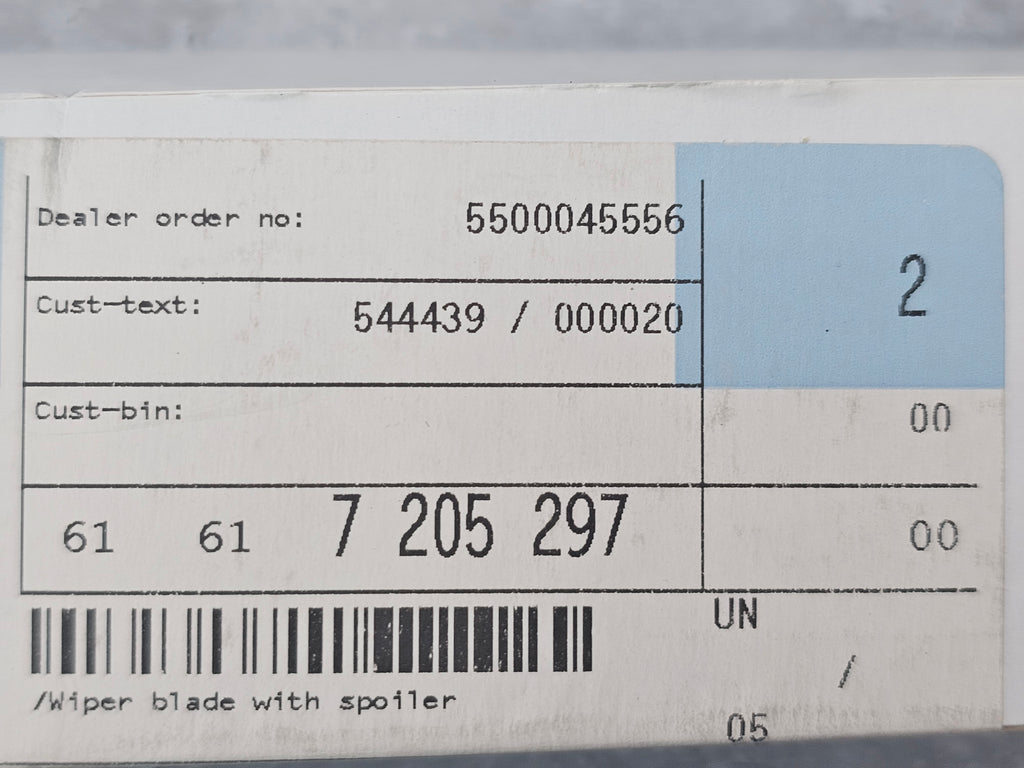 Dealer order no: 5500045556
2
Cust-text: 544439 / 000020
Cust-bin:
00
61 61 7 205 297
00
UN
/Wiper blade with spoiler
/
05